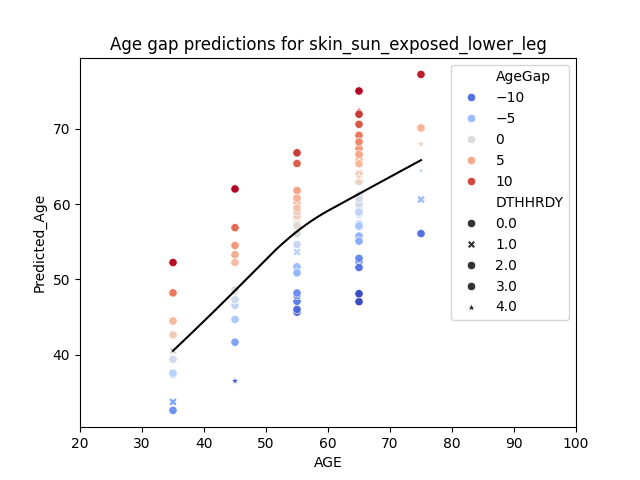 Age gap predictions for skin_sun_exposed_lower_leg
Predicted_Age
70
60
50
40
20 30 40 50 60 70 80 90 100
AGE
AgeGap
−10
−5
0
5
10
DTHHRDY
0.0
1.0
2.0
3.0
4.0